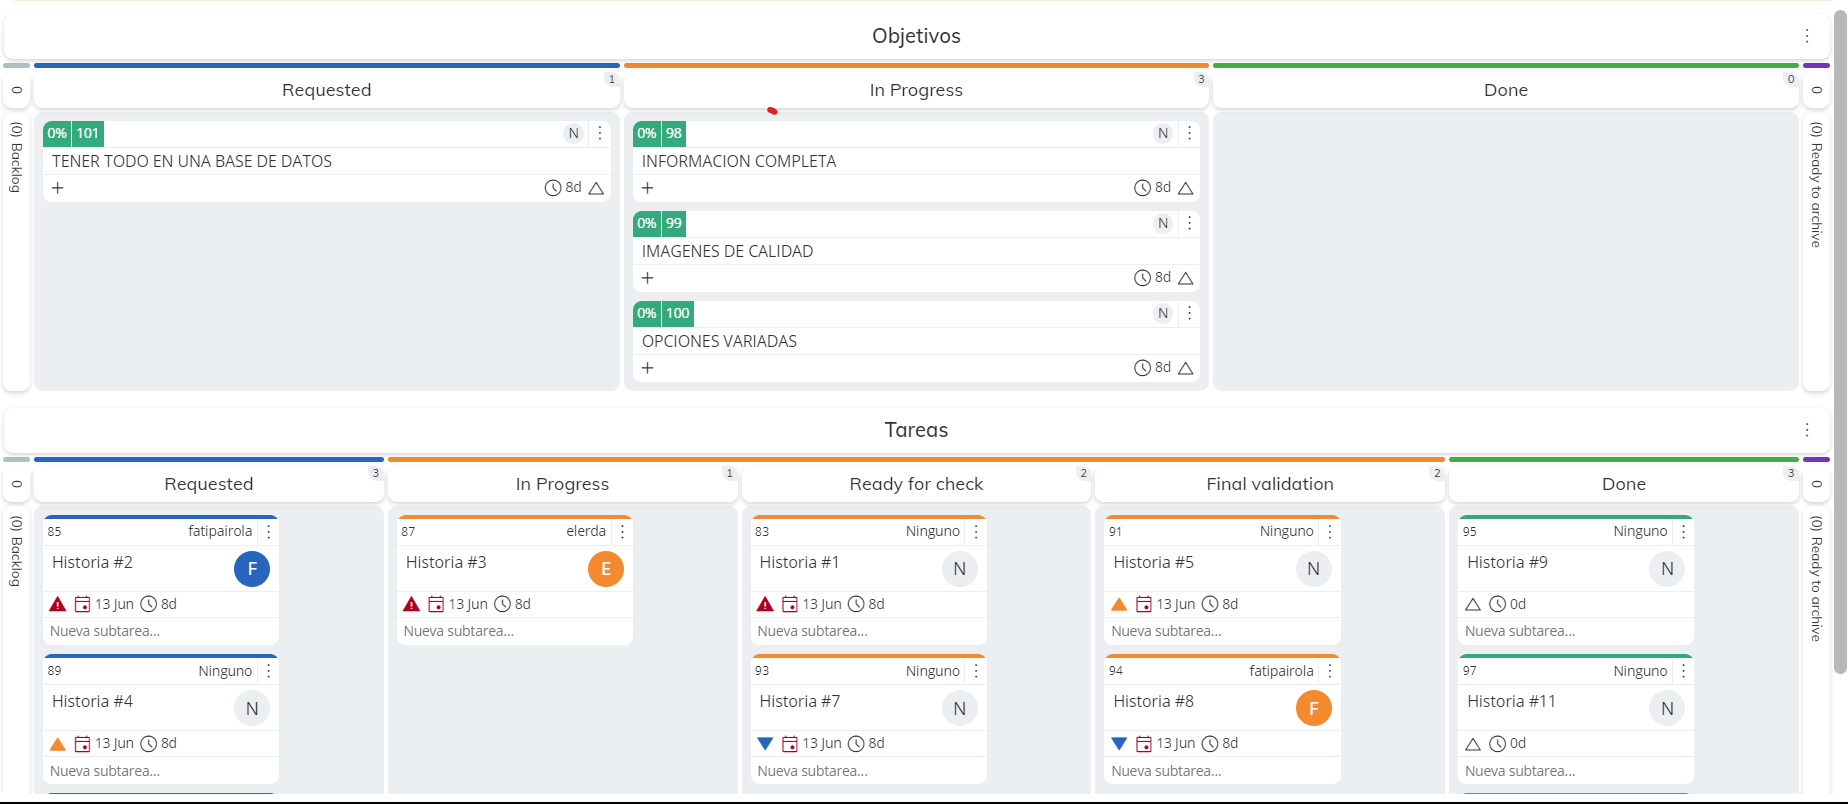 Objetivos
0
Requested 1
In Progress 3
Done 0
0
(0) Backlog
0% 101 N
TENER TODO EN UNA BASE DE DATOS
+ 8d
0% 98 N
INFORMACION COMPLETA
+ 8d
0% 99 N
IMAGENES DE CALIDAD
+ 8d
0% 100 N
OPCIONES VARIADAS
+ 8d
(0) Ready to archive
Tareas
0
Requested 3
In Progress 1
Ready for check 2
Final validation 2
Done 3
0
(0) Backlog
85 fatipairola
Historia #2 F
13 Jun 8d
Nueva subtarea...
89 Ninguno
Historia #4 N
13 Jun 8d
Nueva subtarea...
87 elerda
Historia #3 E
13 Jun 8d
Nueva subtarea...
83 Ninguno
Historia #1 N
13 Jun 8d
Nueva subtarea...
93 Ninguno
Historia #7 N
13 Jun 8d
Nueva subtarea...
91 Ninguno
Historia #5 N
13 Jun 8d
Nueva subtarea...
94 fatipairola
Historia #8 F
13 Jun 8d
Nueva subtarea...
95 Ninguno
Historia #9 N
0d
Nueva subtarea...
97 Ninguno
Historia #11 N
0d
Nueva subtarea...
(0) Ready to archive